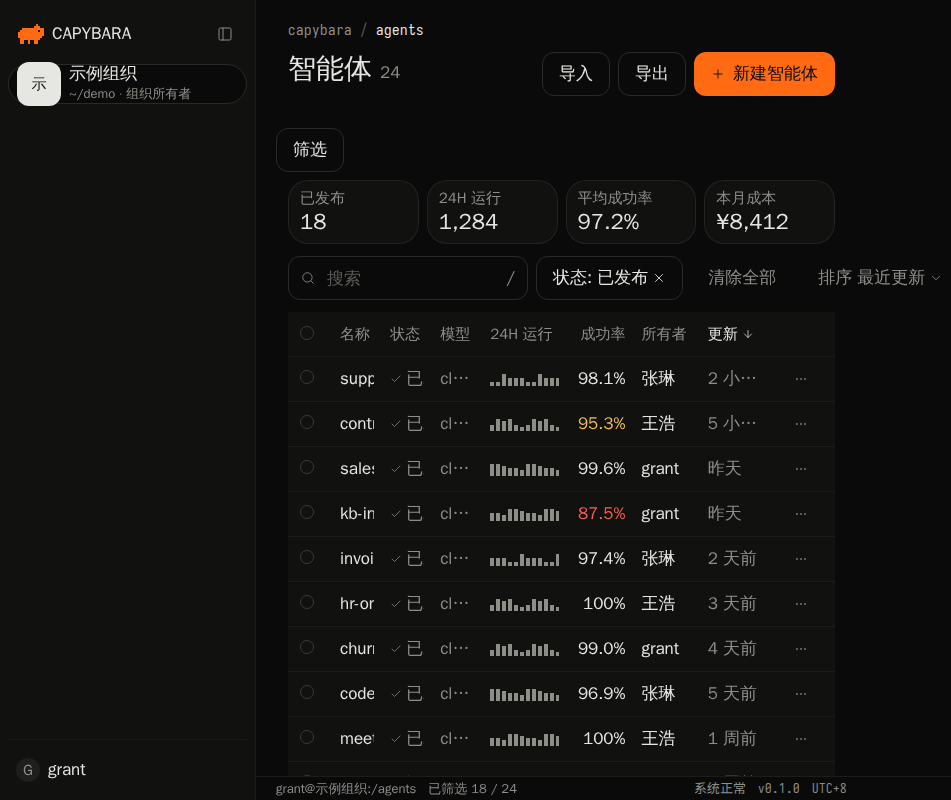 CAPYBARA
示 示例组织
~/demo · 组织所有者
capybara / agents
智能体 24
导入 导出 + 新建智能体
筛选
已发布 24H 运行 平均成功率 本月成本
18 1,284 97.2% ¥8,412
搜索 / 状态: 已发布 × 清除全部 排序 最近更新
名称 状态 模型 24H 运行 成功率 所有者 更新 ↓
supp ✓ 已 cl··· 98.1% 张琳 2 小··· ···
cont ✓ 已 cl··· 95.3% 王浩 5 小··· ···
sales ✓ 已 cl··· 99.6% grant 昨天 ···
kb-in ✓ 已 cl··· 87.5% grant 昨天 ···
invoi ✓ 已 cl··· 97.4% 张琳 2 天前 ···
hr-or ✓ 已 cl··· 100% 王浩 3 天前 ···
churn ✓ 已 cl··· 99.0% grant 4 天前 ···
code ✓ 已 cl··· 96.9% 张琳 5 天前 ···
meet ✓ 已 cl··· 100% 王浩 1 周前 ···
G grant
grant@示例组织:/agents 已筛选 18 / 24 系统正常 v0.1.0 UTC+8